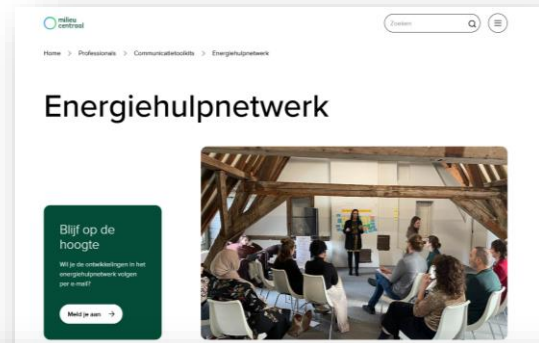 milieu
centraal
Zoeken
Home > Professionals > Communicatietoolkits > Energiehulpnetwerk
Energiehulpnetwerk
Blijf op de
hoogte
Wil je de ontwikkelingen in het
energiehulpnetwerk volgen
per e-mail?
Meld je aan →